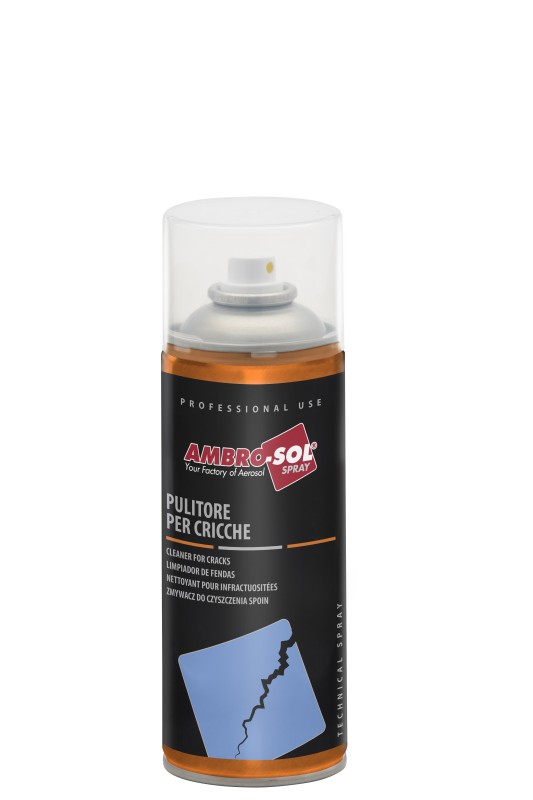 PROFESSIONAL USE
AMBRO-SOL®
Your Factory of Aerosol
SPRAY
PULITORE
PER CRICCHE
CLEANER FOR CRACKS
LIMPIADOR DE FENDAS
NETTOYANT POUR INFRACTUOSITÉES
ZMYWACZ DO CZYSZCZENIA SPOIN
TECHNICAL SPRAY